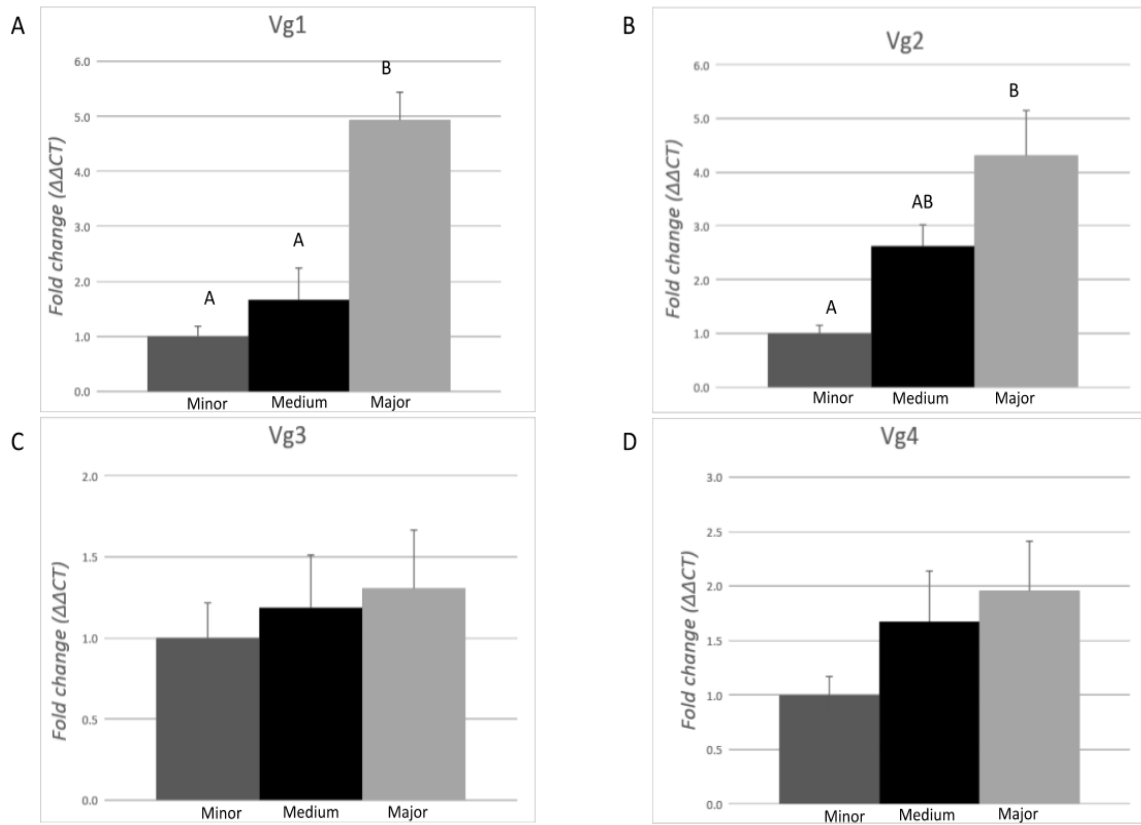 A
Vg1
Fold change (ΔΔCT)
6.0
5.0
4.0
3.0
2.0
1.0
0.0
A
A
B
Minor
Medium
Major
B
Vg2
Fold change (ΔΔCT)
6.0
5.0
4.0
3.0
2.0
1.0
0.0
A
AB
B
Minor
Medium
Major
C
Vg3
Fold change (ΔΔCT)
2.0
1.5
1.0
0.5
0.0
Minor
Medium
Major
D
Vg4
Fold change (ΔΔCT)
3.0
2.5
2.0
1.5
1.0
0.5
0.0
Minor
Medium
Major